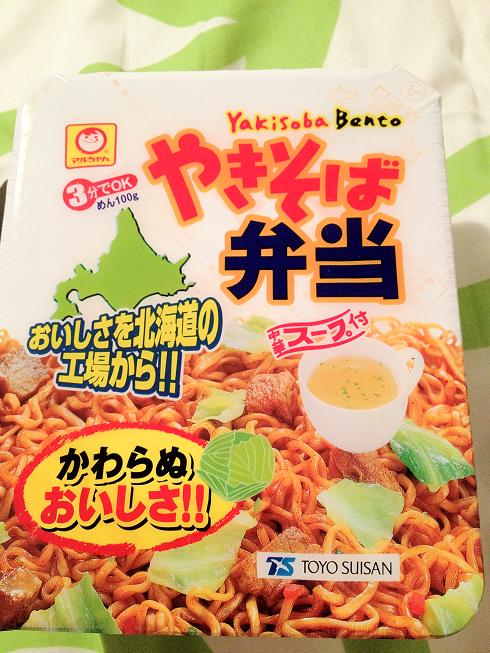 Yakisoba Bento
マルちゃん
やきそば
3分でOK
めん100g
弁当
中華スープ付
おいしさを北海道の
工場から!!
かわらぬ
おいしさ!!
TS TOYO SUISAN